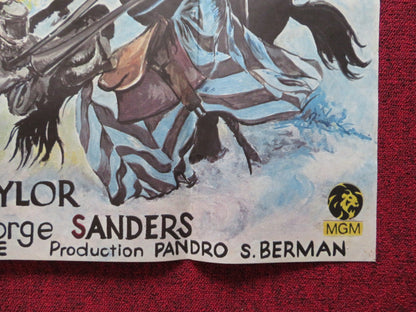 YLOR
orge SANDERS
E Production PANDRO S. BERMAN
MGM